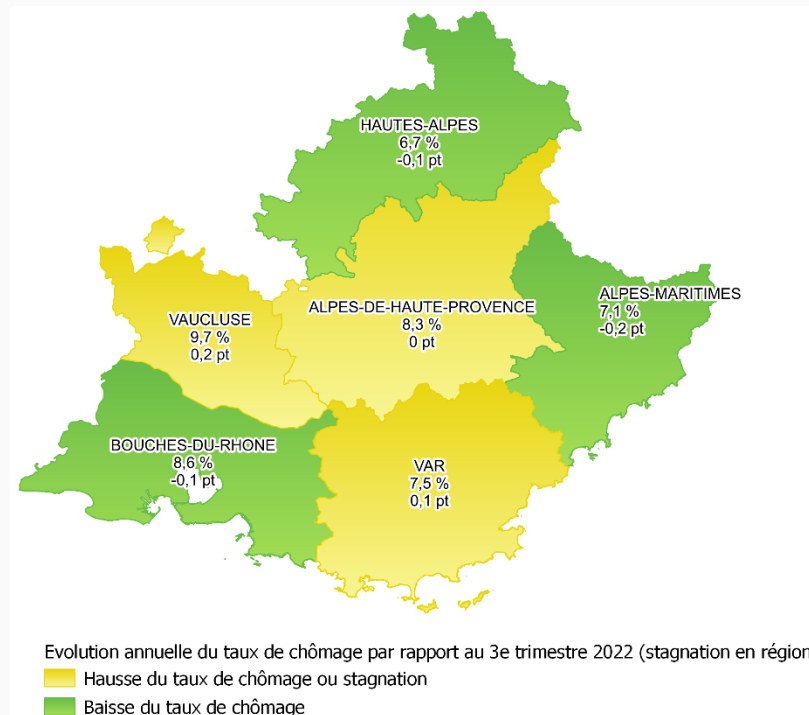 HAUTES-ALPES
6,7 %
-0,1 pt
ALPES-MARITIMES
7,1 %
-0,2 pt
ALPES-DE-HAUTE-PROVENCE
8,3 %
0 pt
VAUCLUSE
9,7 %
0,2 pt
BOUCHES-DU-RHONE
8,6 %
-0,1 pt
VAR
7,5 %
0,1 pt
Evolution annuelle du taux de chômage par rapport au 3e trimestre 2022 (stagnation en région
Hausse du taux de chômage ou stagnation
Baisse du taux de chômage